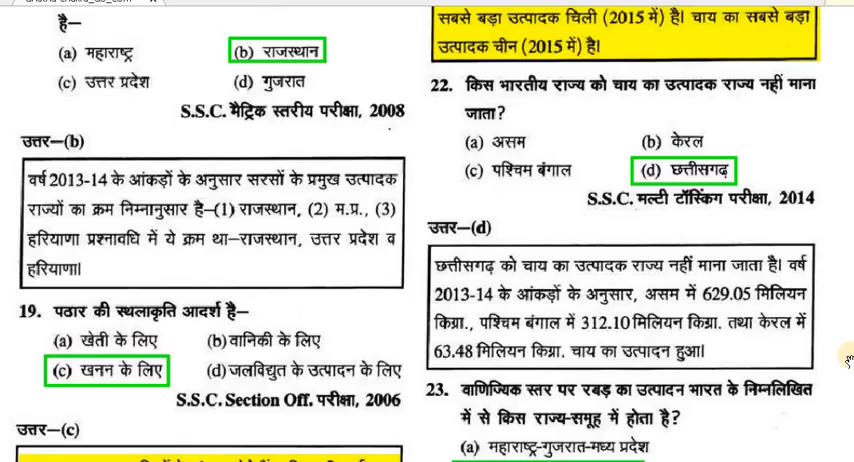 है–
(a) महाराष्ट्र (b) राजस्थान
(c) उत्तर प्रदेश (d) गुजरात
S.S.C. मैट्रिक स्तरीय परीक्षा, 2008
उत्तर–(b)
वर्ष 2013-14 के आंकड़ों के अनुसार सरसों के प्रमुख उत्पादक
राज्यों का क्रम निम्नानुसार है–(1) राजस्थान, (2) म.प्र., (3)
हरियाणा प्रश्नावधि में ये क्रम था–राजस्थान, उत्तर प्रदेश व
हरियाणा।
19. पठार की स्थलाकृति आदर्श है–
(a) खेती के लिए (b) वानिकी के लिए
(c) खनन के लिए (d) जलविद्युत के उत्पादन के लिए
S.S.C. Section Off. परीक्षा, 2006
उत्तर–(c)
सबसे बड़ा उत्पादक चिली (2015 में) है। चाय का सबसे बड़ा
उत्पादक चीन (2015 में) है।
22. किस भारतीय राज्य को चाय का उत्पादक राज्य नहीं माना
जाता?
(a) असम (b) केरल
(c) पश्चिम बंगाल (d) छत्तीसगढ़
S.S.C. मल्टी टॉस्किंग परीक्षा, 2014
उत्तर–(d)
छत्तीसगढ़ को चाय का उत्पादक राज्य नहीं माना जाता है। वर्ष
2013-14 के आंकड़ों के अनुसार, असम में 629.05 मिलियन
किग्रा., पश्चिम बंगाल में 312.10 मिलियन किग्रा. तथा केरल में
63.48 मिलियन किग्रा. चाय का उत्पादन हुआ।
23. वाणिज्यिक स्तर पर रबड़ का उत्पादन भारत के निम्नलिखित
में से किस राज्य-समूह में होता है?
(a) महाराष्ट्र-गुजरात-मध्य प्रदेश